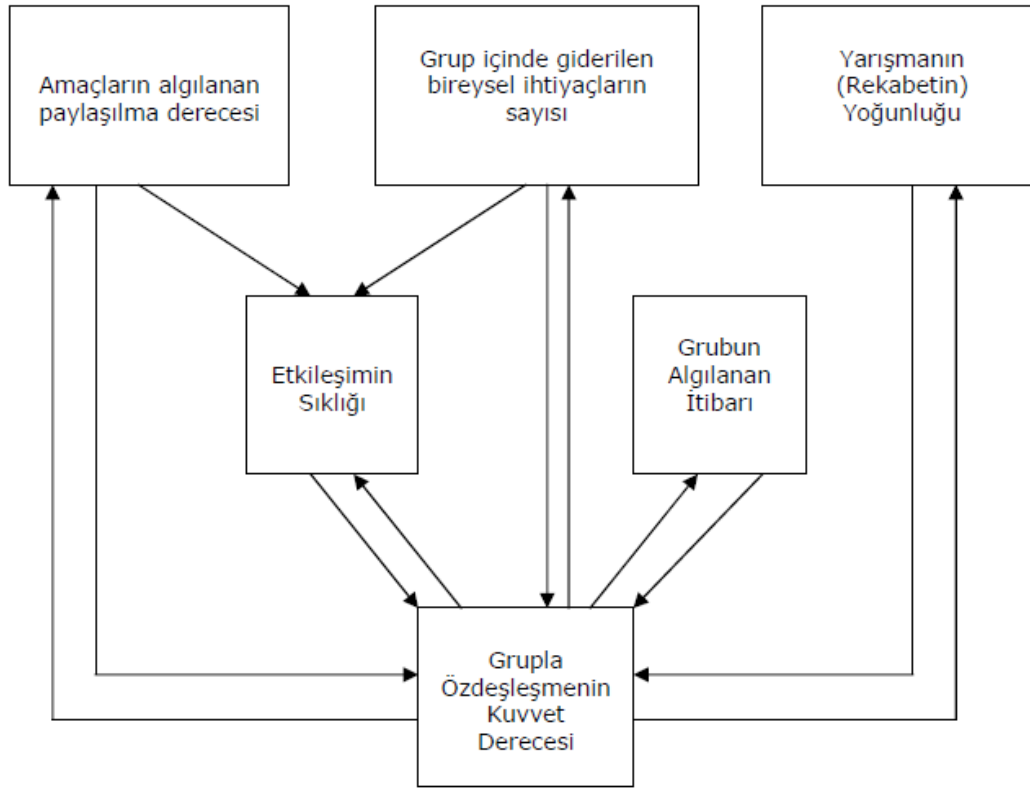 Amaçların algılanan
paylaşılma derecesi
Grup içinde giderilen
bireysel ihtiyaçların
sayısı
Yarışmanın
(Rekabetin)
Yoğunluğu
Etkileşimin
Sıklığı
Grubun
Algılanan
İtibarı
Grupla
Özdeşleşmenin
Kuvvet
Derecesi